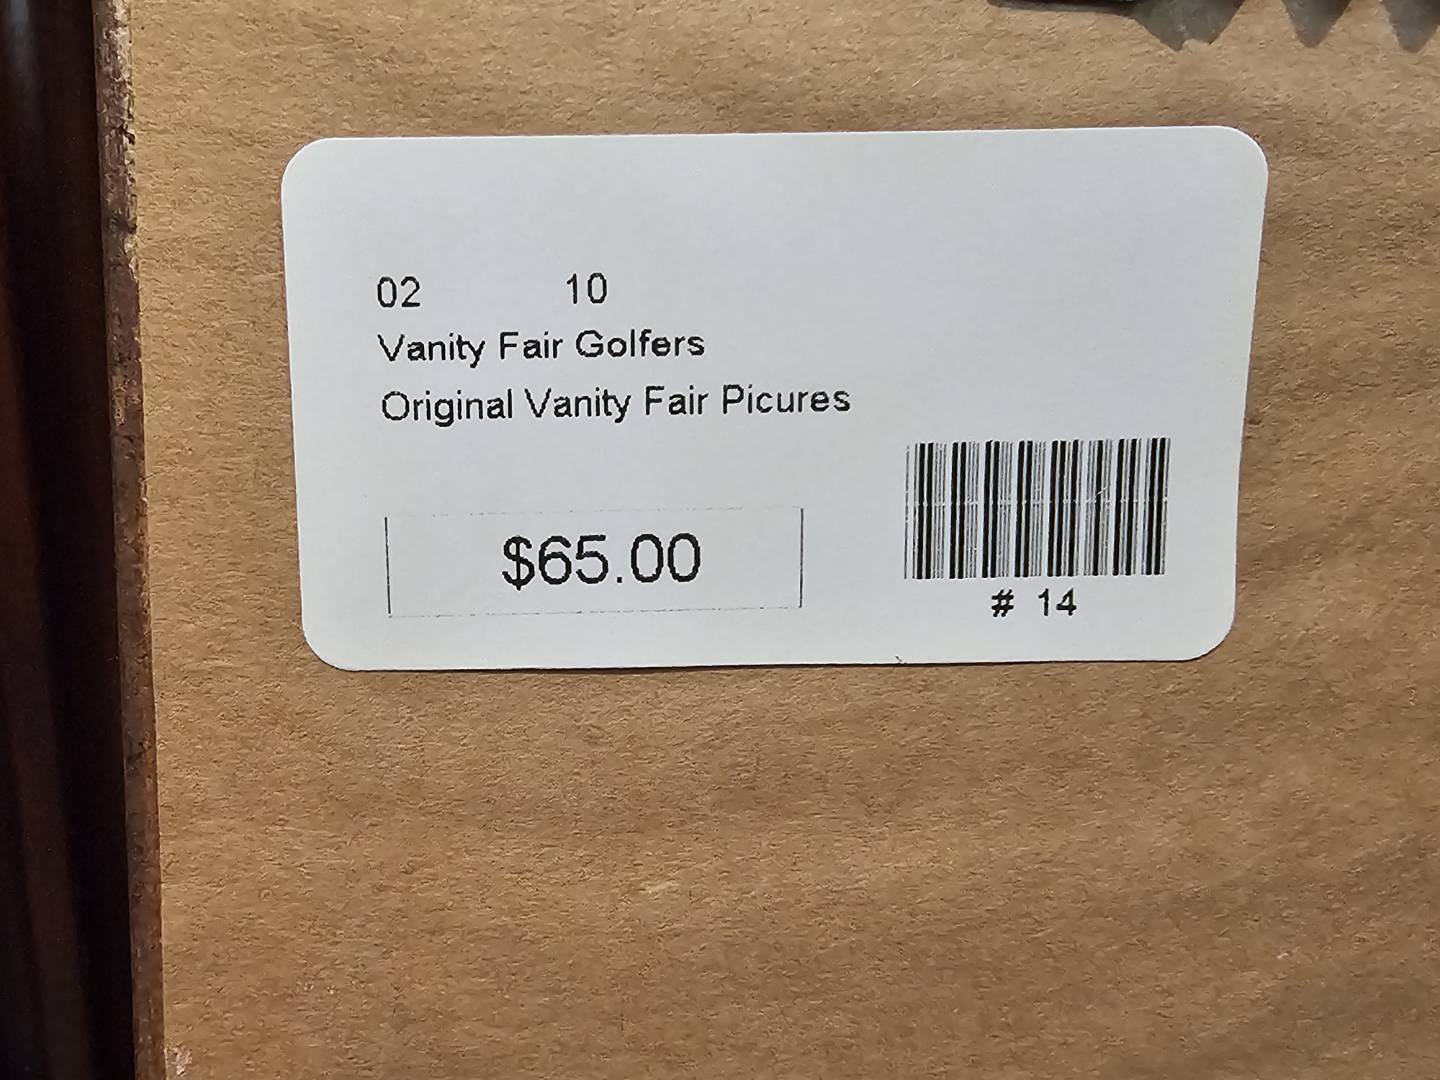 02 10
Vanity Fair Golfers
Original Vanity Fair Picures
$65.00
# 14